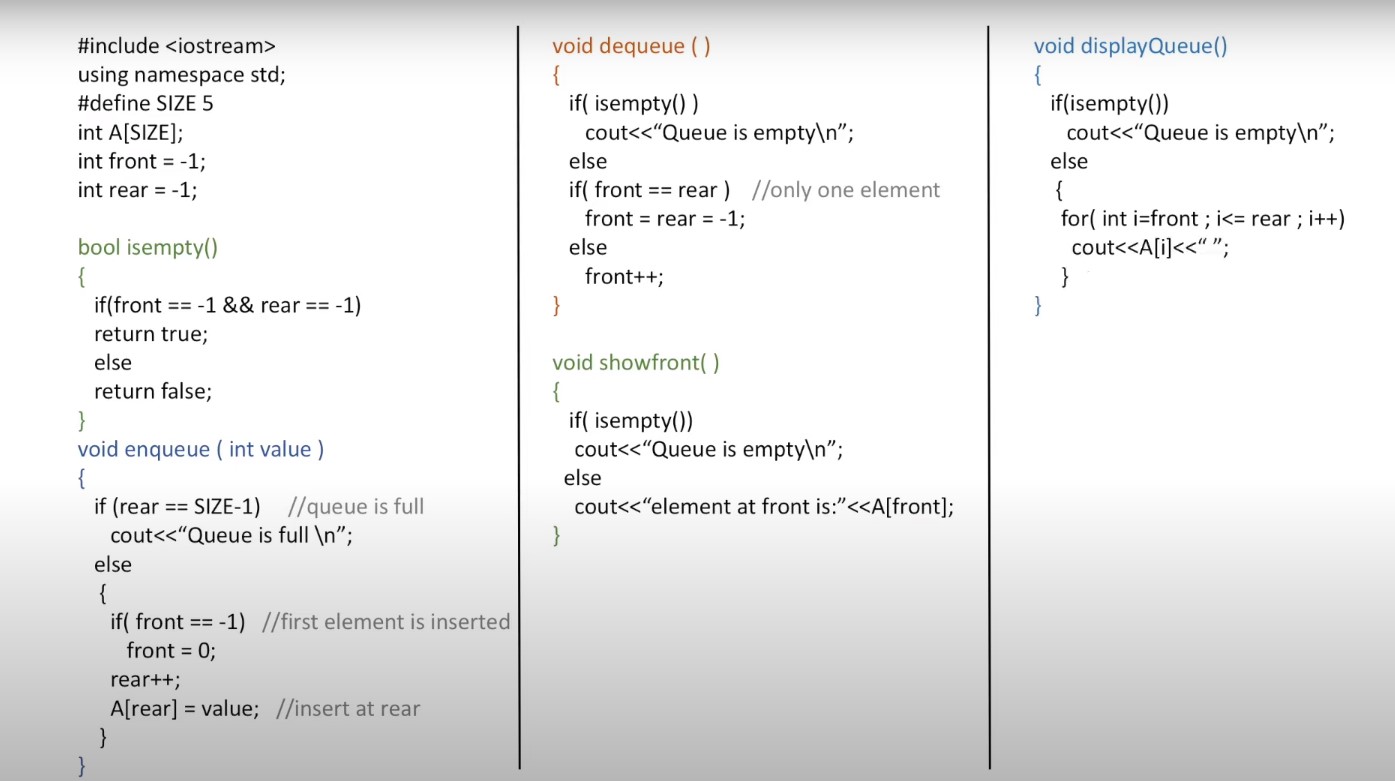 #include <iostream>
using namespace std;
#define SIZE 5
int A[SIZE];
int front = -1;
int rear = -1;
bool isempty()
{
if(front == -1 && rear == -1)
return true;
else
return false;
}
void enqueue ( int value )
{
if (rear == SIZE-1) //queue is full
cout<<“Queue is full \n”;
else
{
if( front == -1) //first element is inserted
front = 0;
rear++;
A[rear] = value; //insert at rear
}
}
void dequeue ( )
{
if( isempty() )
cout<<“Queue is empty\n”;
else
if( front == rear ) //only one element
front = rear = -1;
else
front++;
}
void showfront( )
{
if( isempty())
cout<<“Queue is empty\n”;
else
cout<<“element at front is:”<<A[front];
}
void displayQueue()
{
if(isempty())
cout<<“Queue is empty\n”;
else
{
for( int i=front ; i<= rear ; i++)
cout<<A[i]<<“ ”;
}
}